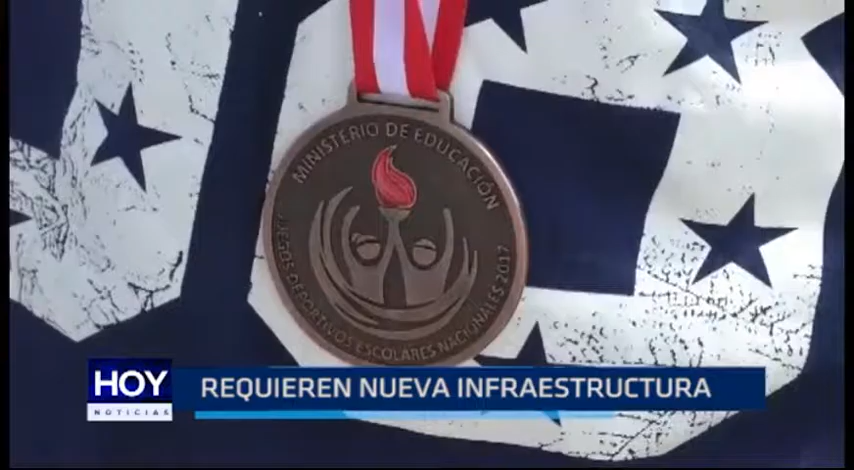 MINISTERIO DE EDUCACIÓN
JUEGOS DEPORTIVOS ESCOLARES NACIONALES 2017
HOY
NOTICIAS
REQUIEREN NUEVA INFRAESTRUCTURA